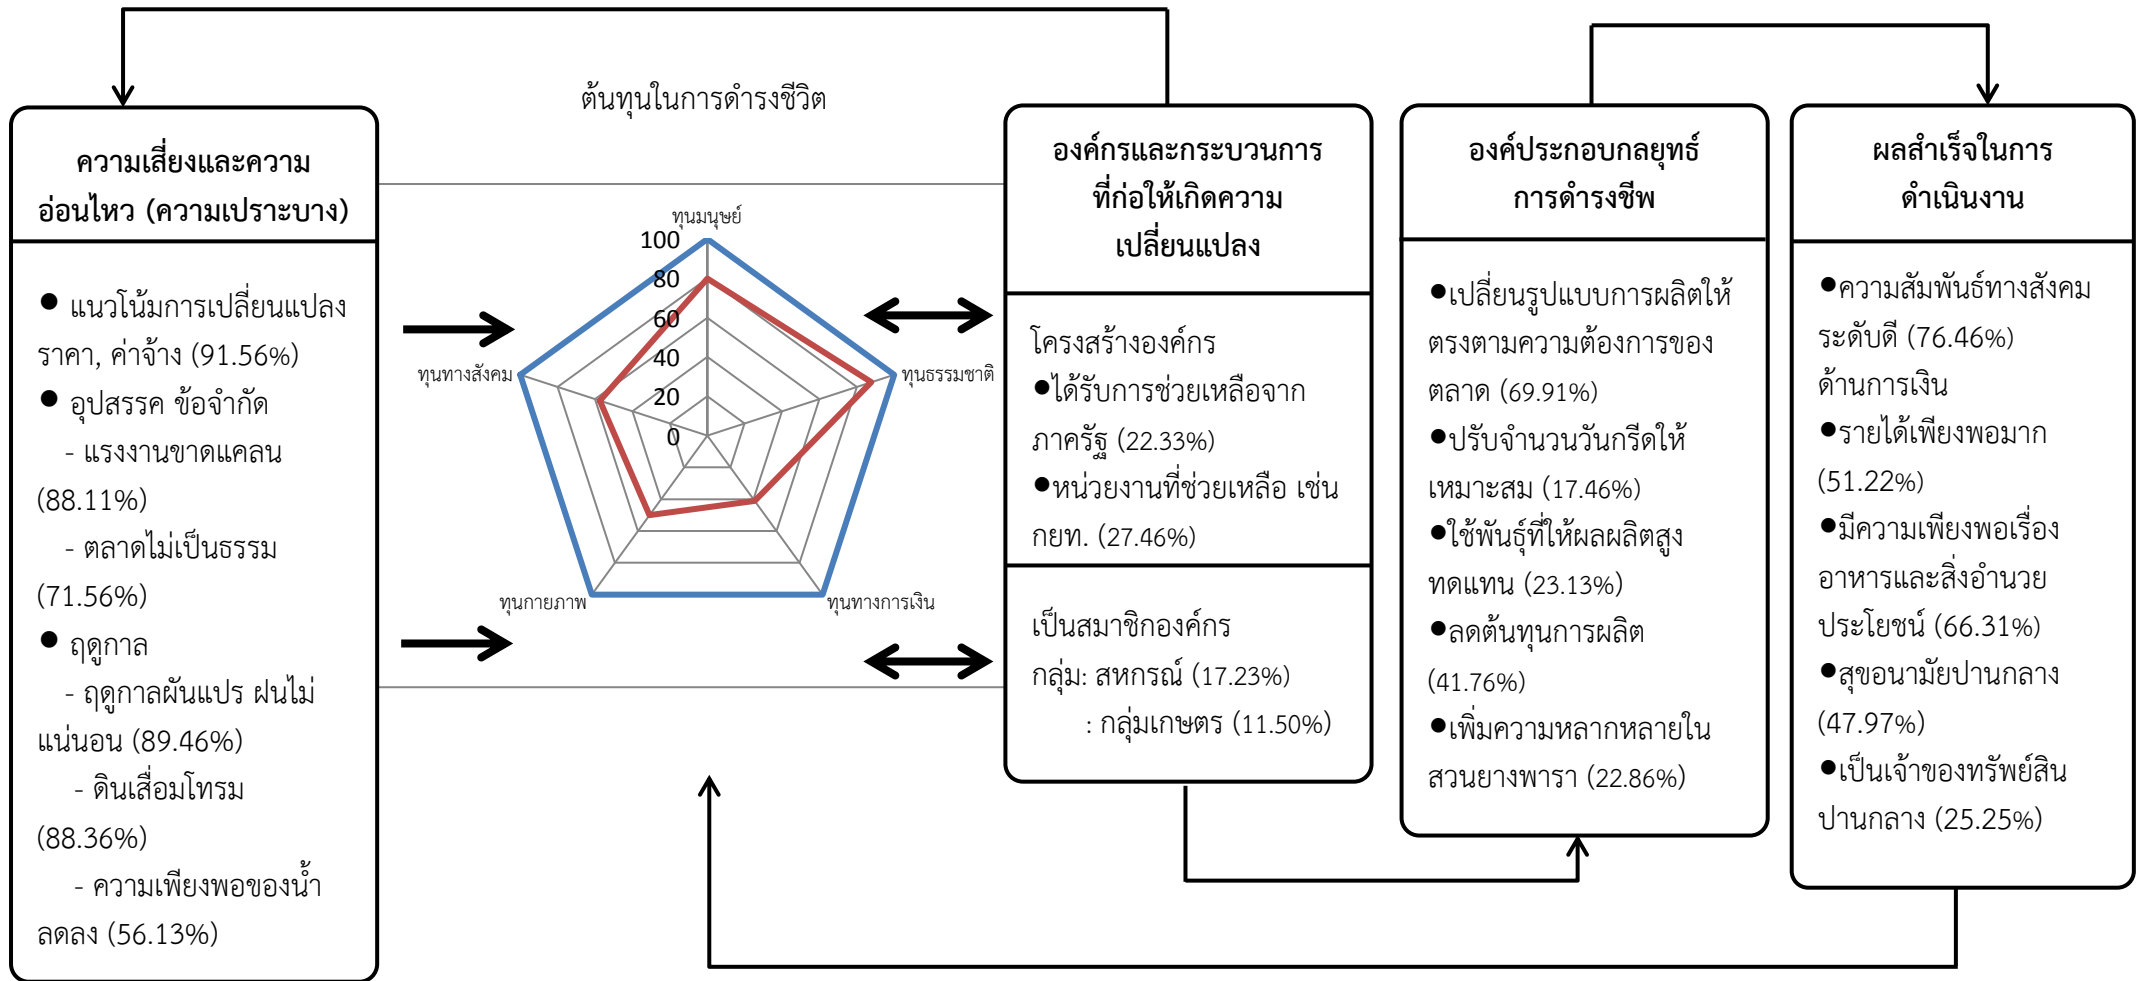 ต้นทุนในการดำรงชีวิต
ความเสี่ยงและความ
อ่อนไหว (ความเปราะบาง)
● แนวโน้มการเปลี่ยนแปลง
ราคา, ค่าจ้าง (91.56%)
● อุปสรรค ข้อจำกัด
- แรงงานขาดแคลน
(88.11%)
- ตลาดไม่เป็นธรรม
(71.56%)
● ฤดูกาล
- ฤดูกาลผันแปร ฝนไม่
แน่นอน (89.46%)
- ดินเสื่อมโทรม
(88.36%)
- ความเพียงพอของน้ำ
ลดลง (56.13%)
ทุนมนุษย์
100
80
60
40
20
0
ทุนทางสังคม
ทุนธรรมชาติ
ทุนกายภาพ
ทุนทางการเงิน
องค์กรและกระบวนการ
ที่ก่อให้เกิดความ
เปลี่ยนแปลง
โครงสร้างองค์กร
●ได้รับการช่วยเหลือจาก
ภาครัฐ (22.33%)
●หน่วยงานที่ช่วยเหลือ เช่น
กยท. (27.46%)
เป็นสมาชิกองค์กร
กลุ่ม: สหกรณ์ (17.23%)
: กลุ่มเกษตร (11.50%)
องค์ประกอบกลยุทธ์
การดำรงชีพ
●เปลี่ยนรูปแบบการผลิตให้
ตรงตามความต้องการของ
ตลาด (69.91%)
●ปรับจำนวนวันกรีดให้
เหมาะสม (17.46%)
●ใช้พันธุ์ที่ให้ผลผลิตสูง
ทดแทน (23.13%)
●ลดต้นทุนการผลิต
(41.76%)
●เพิ่มความหลากหลายใน
สวนยางพารา (22.86%)
ผลสำเร็จในการ
ดำเนินงาน
●ความสัมพันธ์ทางสังคม
ระดับดี (76.46%)
ด้านการเงิน
●รายได้เพียงพอมาก
(51.22%)
●มีความเพียงพอเรื่อง
อาหารและสิ่งอำนวย
ประโยชน์ (66.31%)
●สุขอนามัยปานกลาง
(47.97%)
●เป็นเจ้าของทรัพย์สิน
ปานกลาง (25.25%)